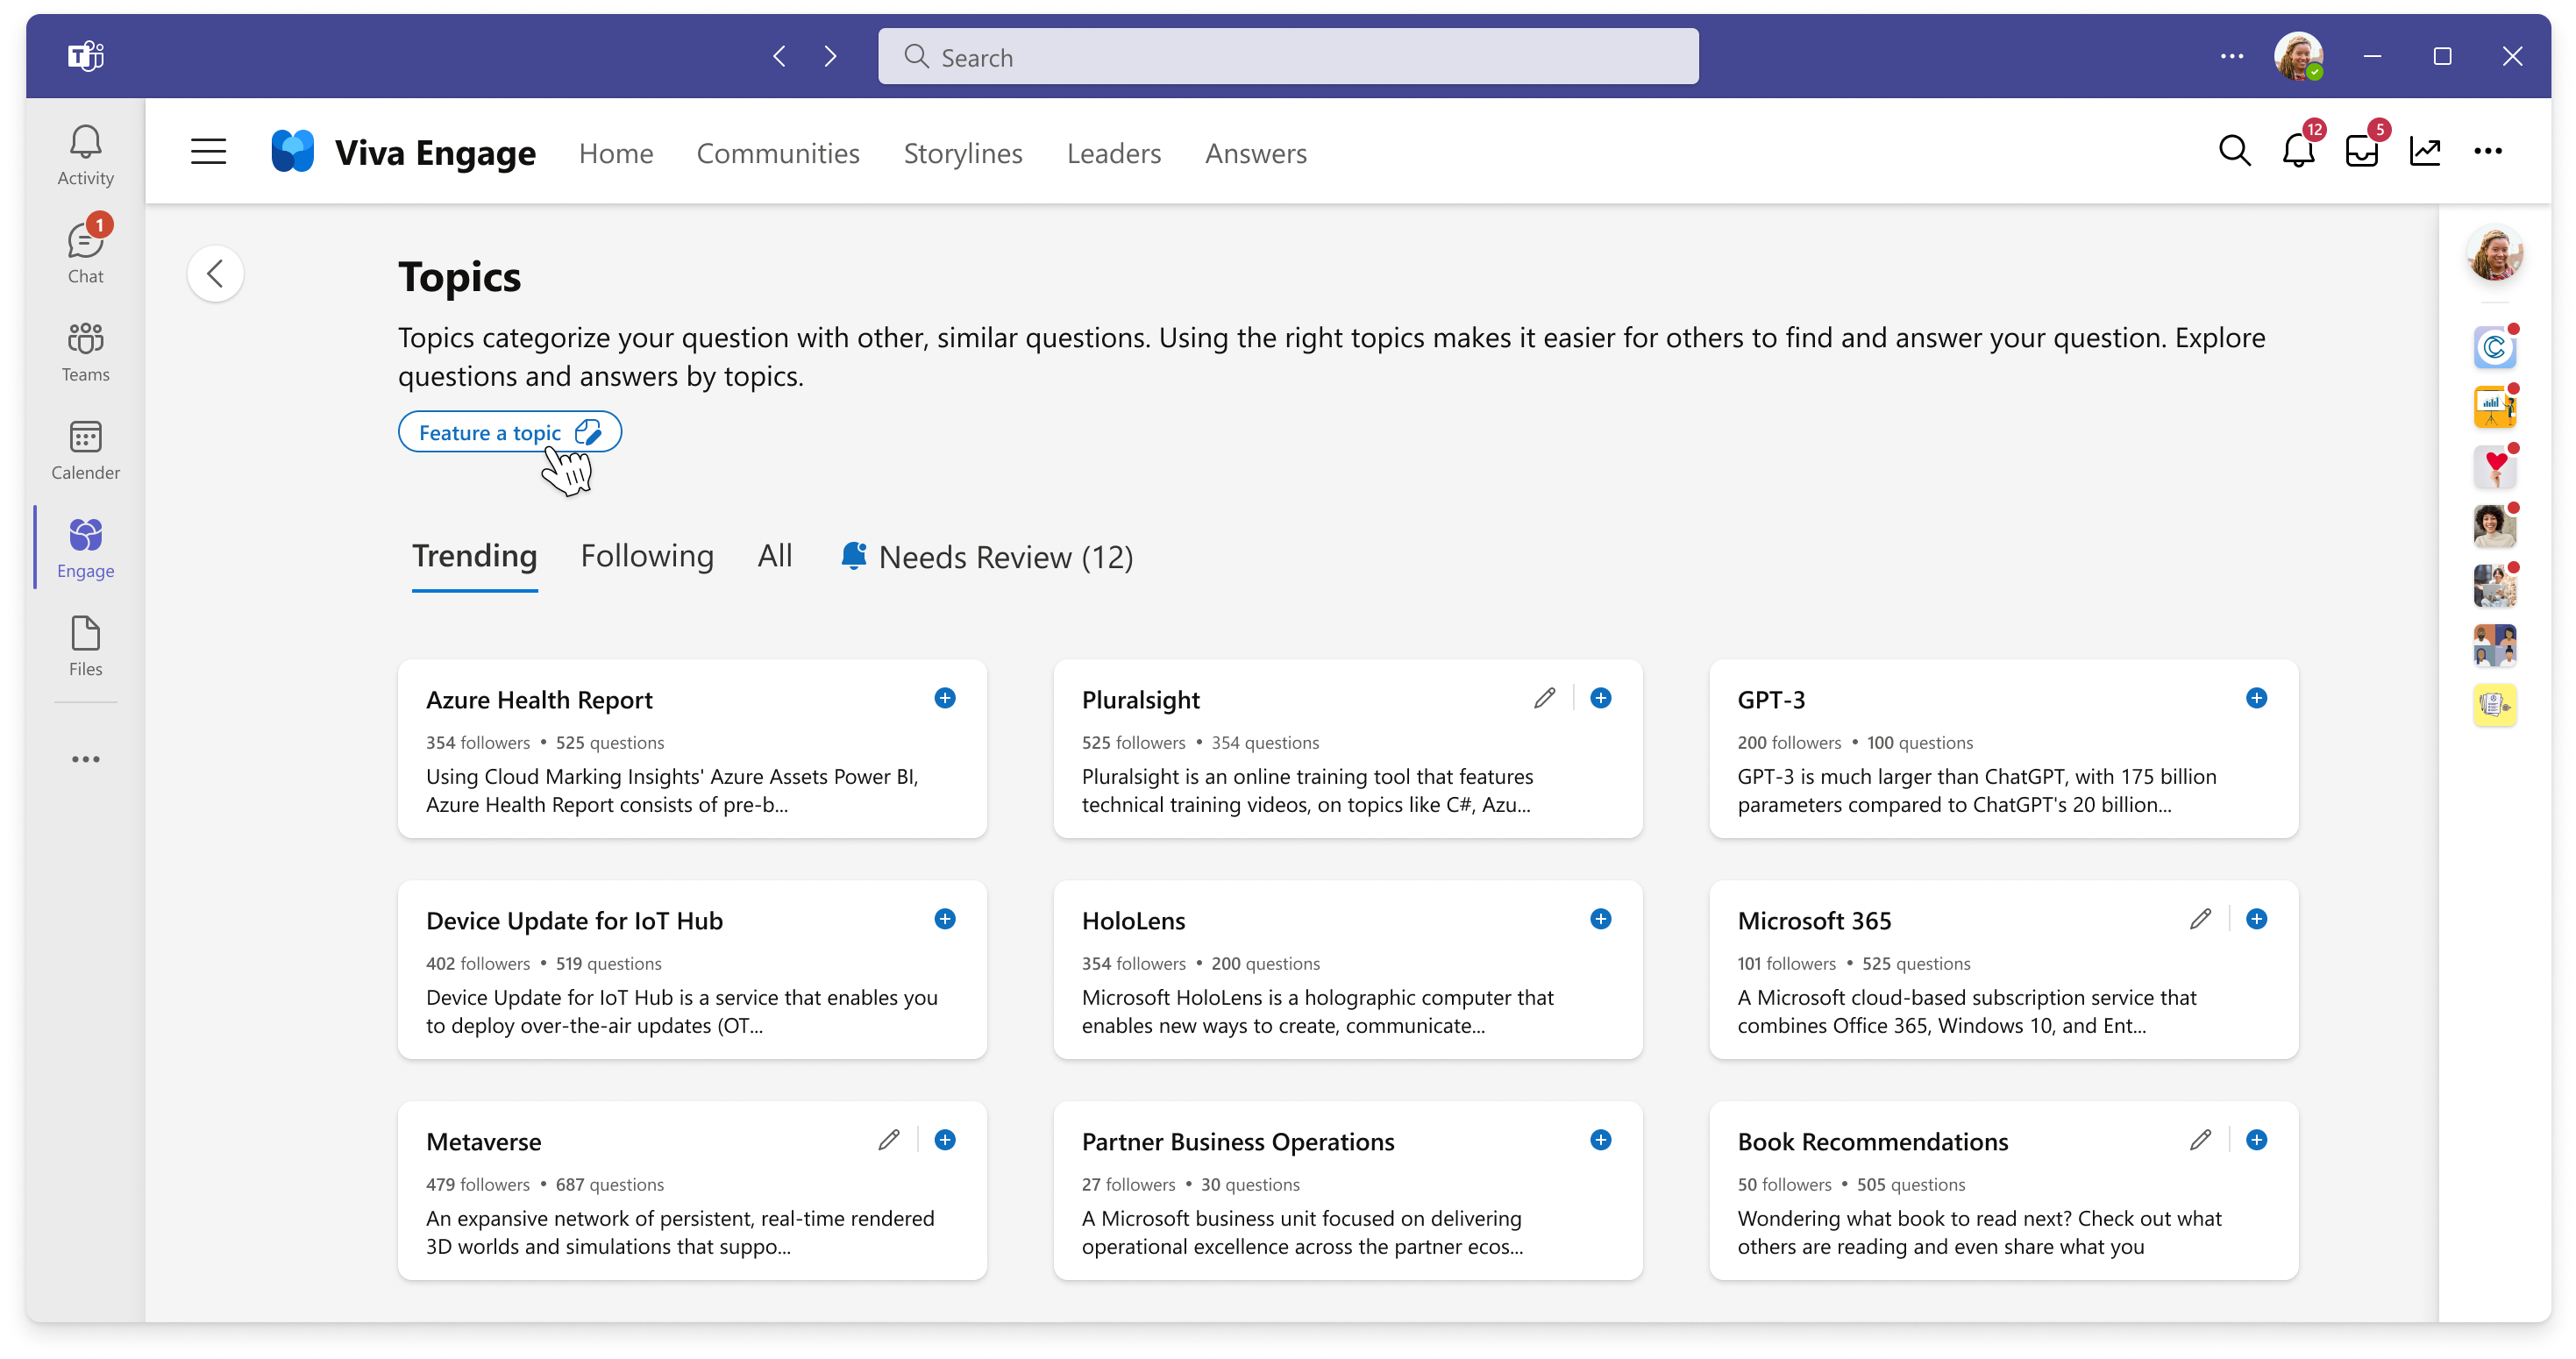 Search
Activity
1
Chat
Teams
Calender
Engage
Files
Viva Engage
Home
Communities
Storylines
Leaders
Answers
12
5
Topics
Topics categorize your question with other, similar questions. Using the right topics makes it easier for others to find and answer your question. Explore
questions and answers by topics.
Feature a topic
Trending
Following
All
Needs Review (12)
Azure Health Report
354 followers • 525 questions
Using Cloud Marking Insights' Azure Assets Power BI,
Azure Health Report consists of pre-b...
Pluralsight
525 followers • 354 questions
Pluralsight is an online training tool that features
technical training videos, on topics like C#, Azu...
GPT-3
200 followers • 100 questions
GPT-3 is much larger than ChatGPT, with 175 billion
parameters compared to ChatGPT's 20 billion...
Device Update for IoT Hub
402 followers • 519 questions
Device Update for IoT Hub is a service that enables you
to deploy over-the-air updates (OT...
HoloLens
354 followers • 200 questions
Microsoft HoloLens is a holographic computer that
enables new ways to create, communicate...
Microsoft 365
101 followers • 525 questions
A Microsoft cloud-based subscription service that
combines Office 365, Windows 10, and Ent...
Metaverse
479 followers • 687 questions
An expansive network of persistent, real-time rendered
3D worlds and simulations that suppo...
Partner Business Operations
27 followers • 30 questions
A Microsoft business unit focused on delivering
operational excellence across the partner ecos...
Book Recommendations
50 followers • 505 questions
Wondering what book to read next? Check out what
others are reading and even share what you